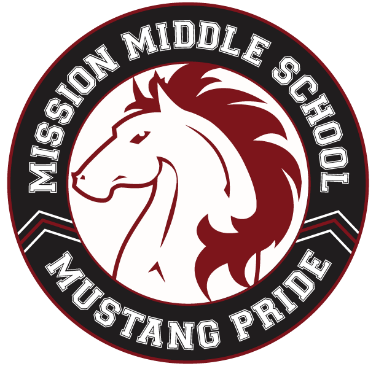 MISSION MIDDLE SCHOOL
MUSTANG PRIDE